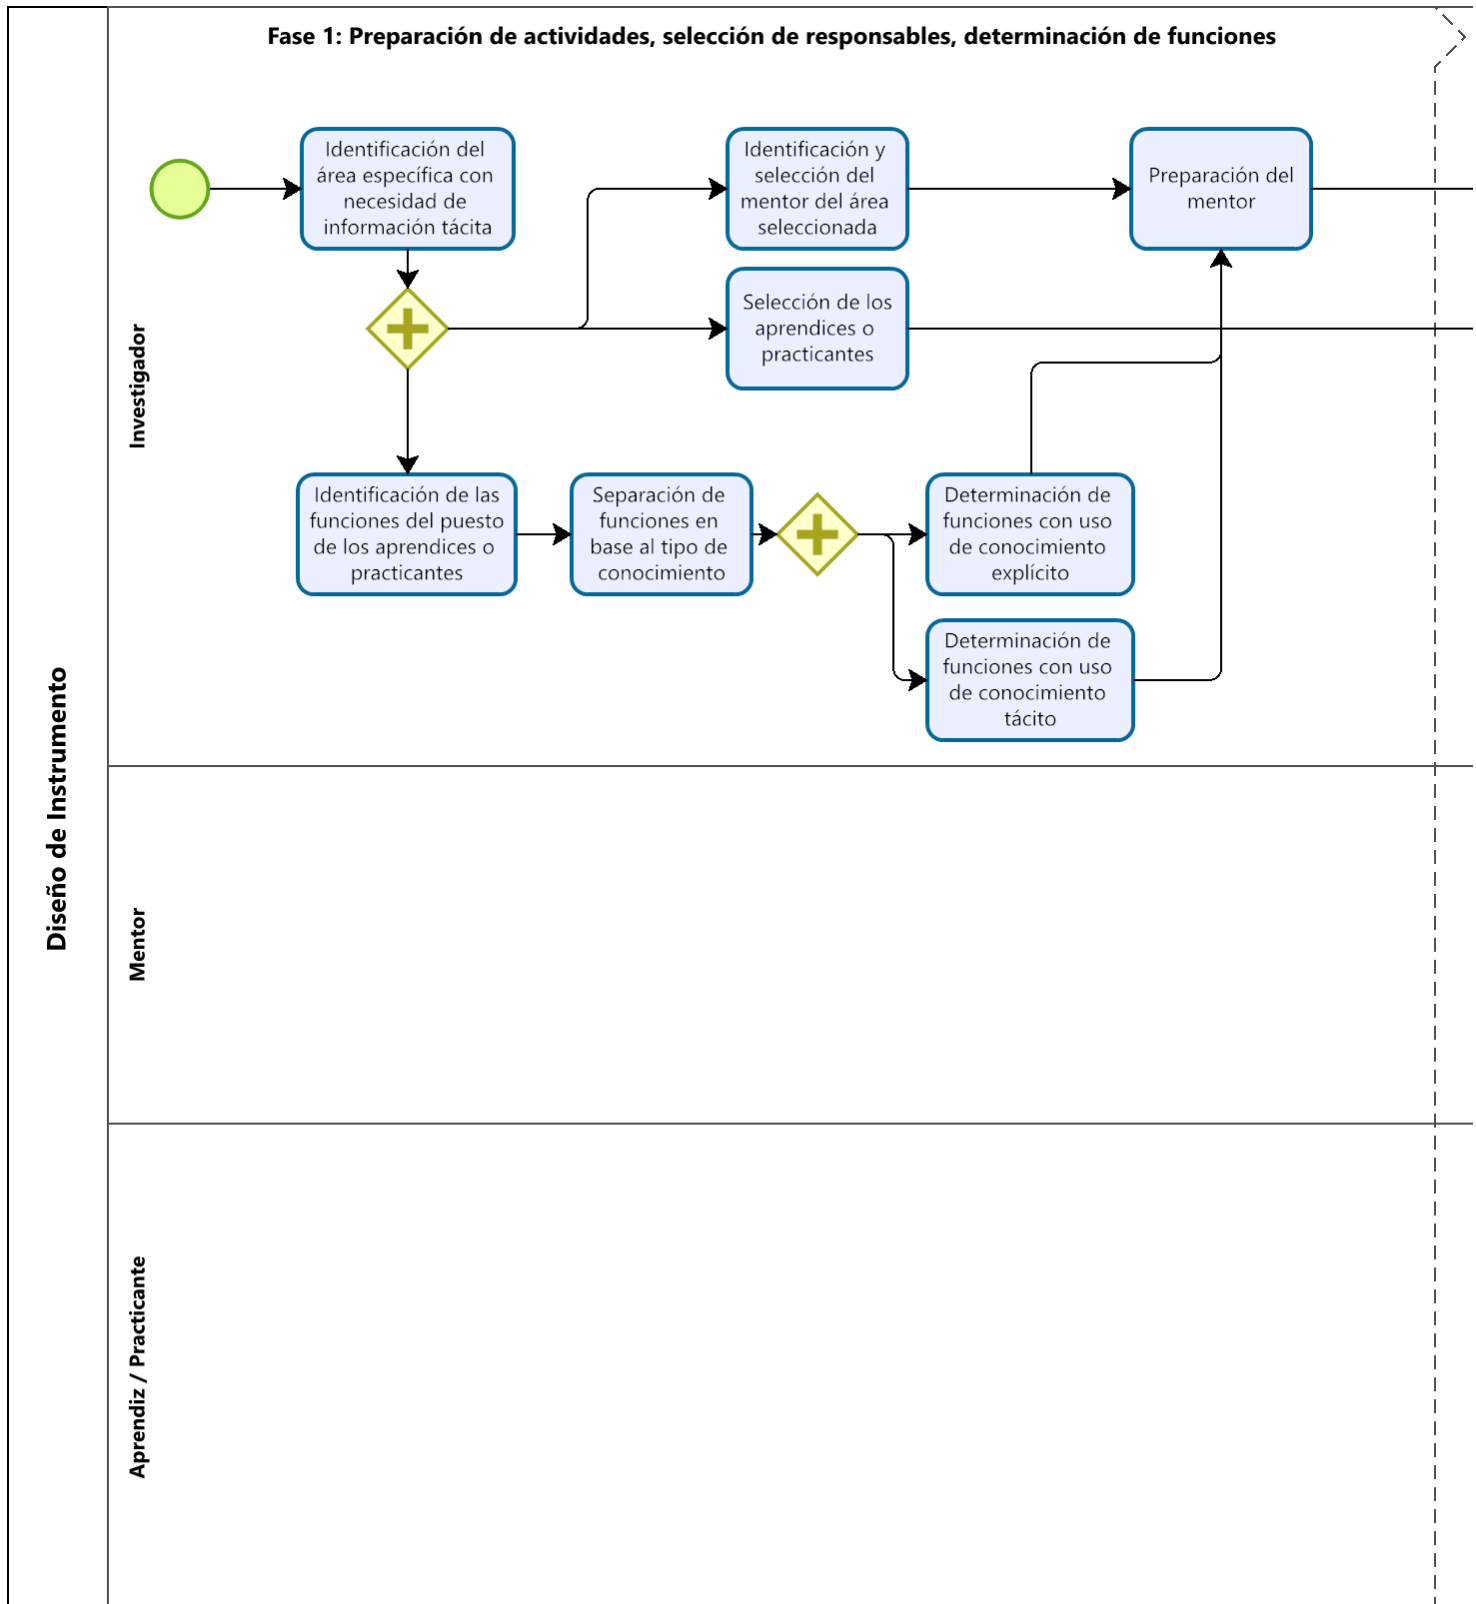 Fase 1: Preparación de actividades, selección de responsables, determinación de funciones
Diseño de Instrumento
Investigador
Identificación del
área específica con
necesidad de
información tácita
Identificación y
selección del
mentor del área
seleccionada
Preparación del
mentor
Selección de los
aprendices o
practicantes
Identificación de las
funciones del puesto
de los aprendices o
practicantes
Separación de
funciones en
base al tipo de
conocimiento
Determinación de
funciones con uso
de conocimiento
explícito
Determinación de
funciones con uso
de conocimiento
tácito
Mentor
Aprendiz / Practicante